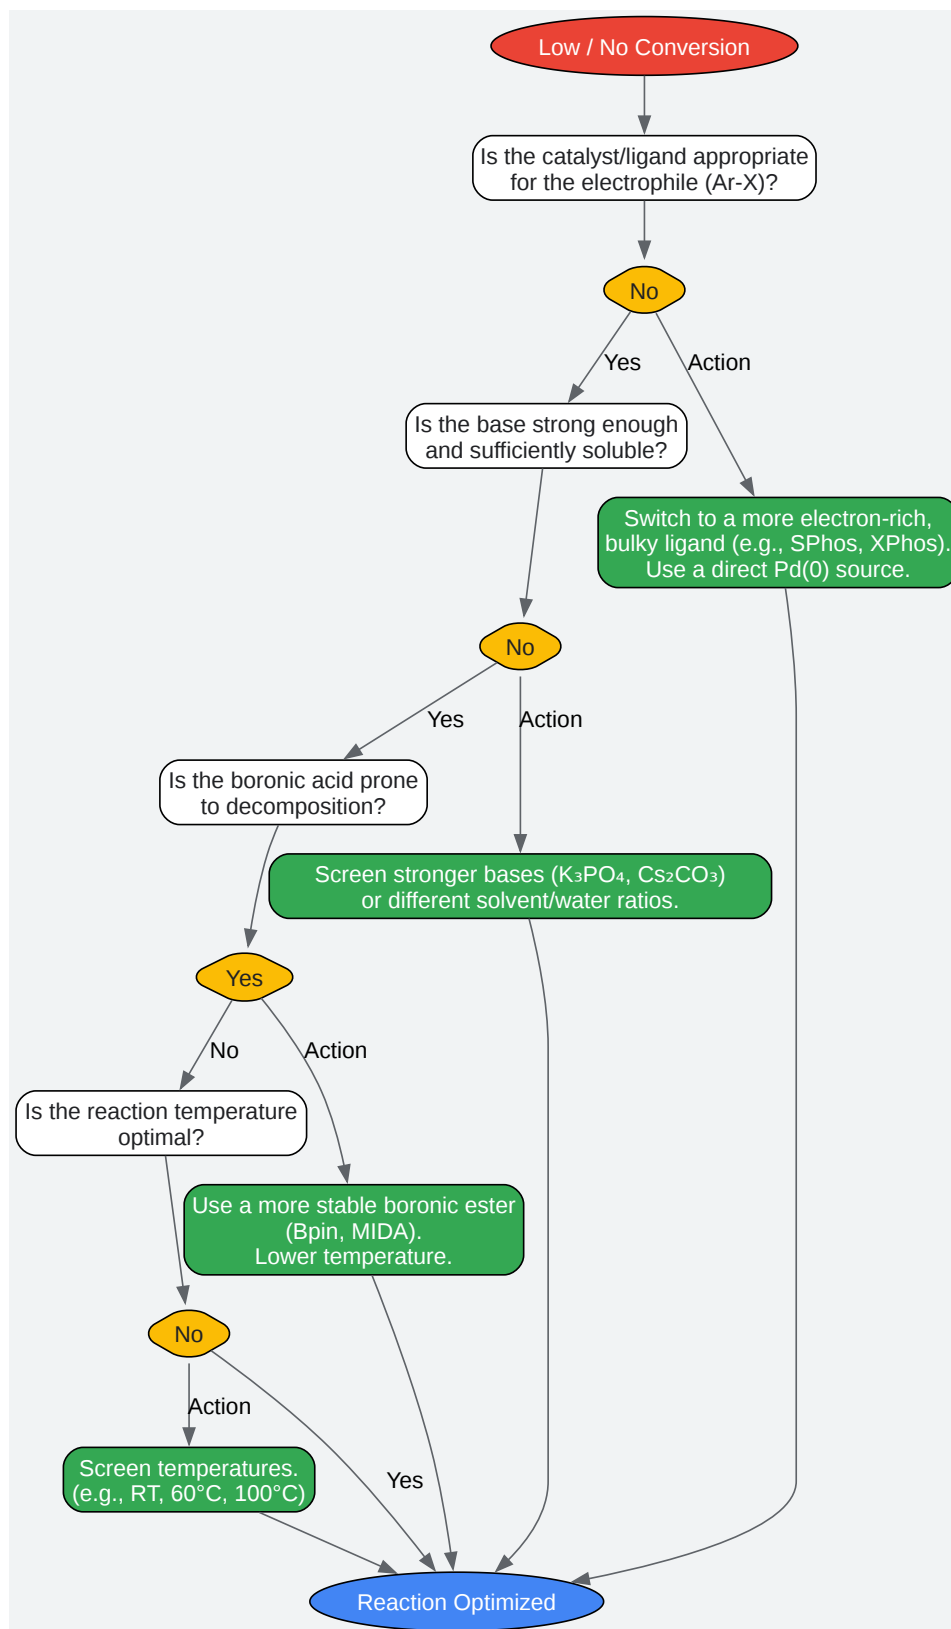 Low / No Conversion
Is the catalyst/ligand appropriate
for the electrophile (Ar-X)?
No
Yes
Action
Is the base strong enough
and sufficiently soluble?
Switch to a more electron-rich,
bulky ligand (e.g., SPhos, XPhos).
Use a direct Pd(0) source.
No
Yes
Action
Is the boronic acid prone
to decomposition?
Screen stronger bases (K₃PO₄, Cs₂CO₃)
or different solvent/water ratios.
Yes
No
Action
Is the reaction temperature
optimal?
Use a more stable boronic ester
(Bpin, MIDA).
Lower temperature.
No
Action
Yes
Screen temperatures.
(e.g., RT, 60°C, 100°C)
Reaction Optimized